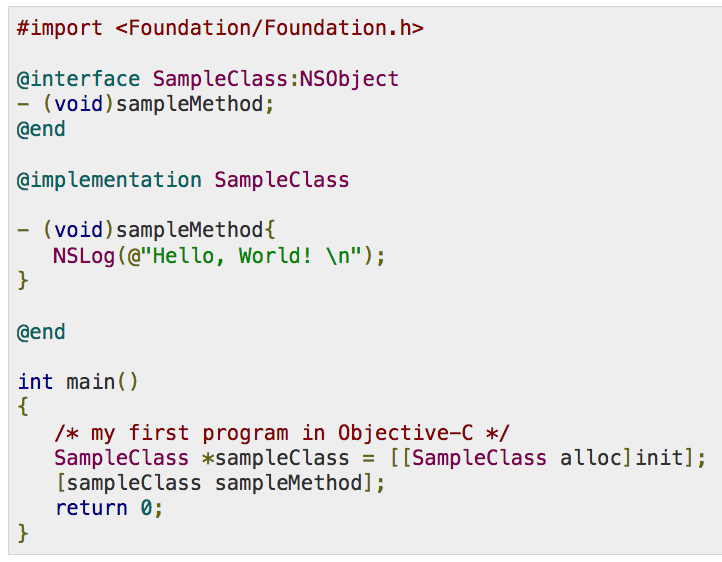 #import <Foundation/Foundation.h>
@interface SampleClass:NSObject
- (void)sampleMethod;
@end
@implementation SampleClass
- (void)sampleMethod{
   NSLog(@"Hello, World! \n");
}
@end
int main()
{
   /* my first program in Objective-C */
   SampleClass *sampleClass = [[SampleClass alloc]init];
   [sampleClass sampleMethod];
   return 0;
}